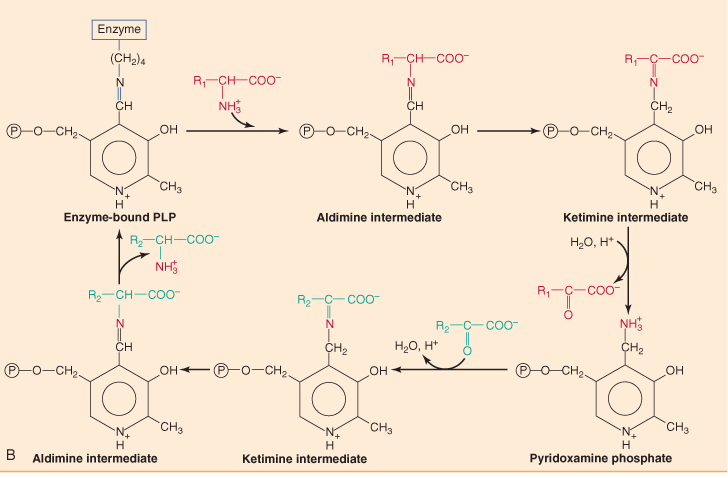 Enzyme
(CH₂)₄
N
CH
P—O—CH₂
OH
N⁺
H
CH₃
Enzyme-bound PLP
R₁—CH—COO⁻
NH₃⁺
R₁—CH—COO⁻
N
CH
P—O—CH₂
OH
N⁺
H
CH₃
Aldimine intermediate
R₁—C—COO⁻
N
CH₂
P—O—CH₂
OH
N⁺
H
CH₃
Ketimine intermediate
H₂O, H⁺
R₁—C—COO⁻
O
NH₃⁺
CH₂
P—O—CH₂
OH
N⁺
H
CH₃
Pyridoxamine phosphate
R₂—C—COO⁻
O
H₂O, H⁺
R₂—C—COO⁻
N
CH₂
P—O—CH₂
OH
N⁺
H
CH₃
Ketimine intermediate
R₂—CH—COO⁻
N
CH
P—O—CH₂
OH
N⁺
H
CH₃
Aldimine intermediate
R₂—CH—COO⁻
NH₃⁺
B